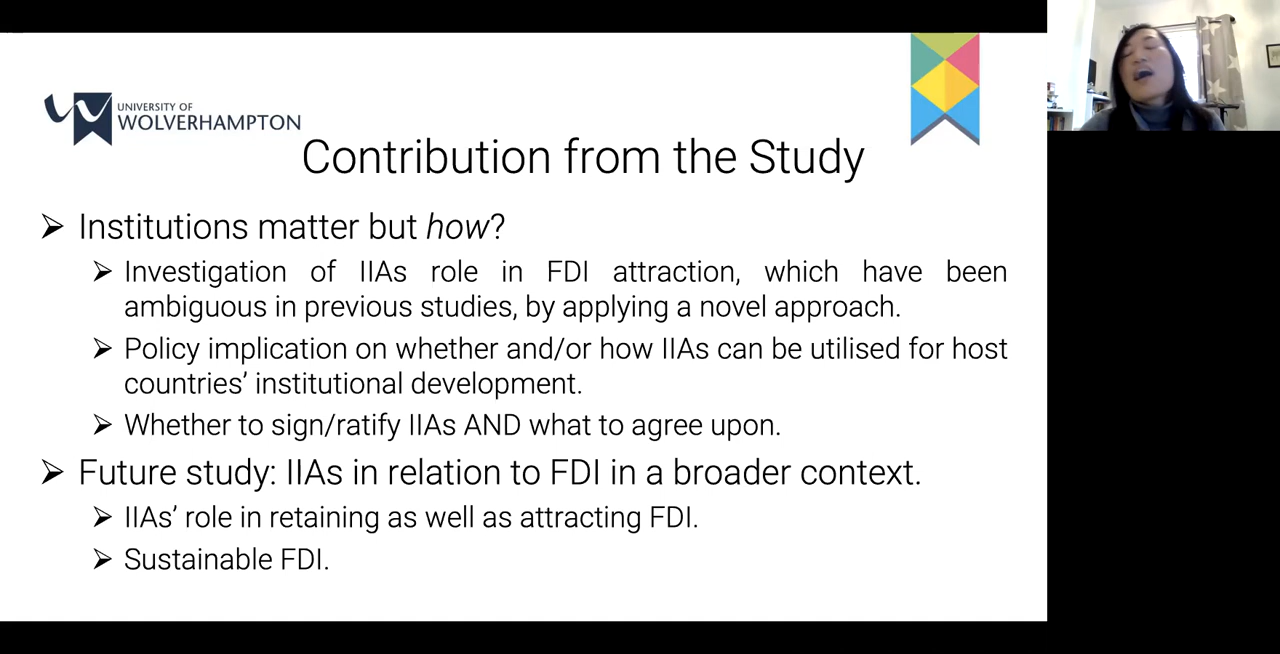 UNIVERSITY OF
WOLVERHAMPTON
Contribution from the Study
➢ Institutions matter but how?
➢ Investigation of IIAs role in FDI attraction, which have been
ambiguous in previous studies, by applying a novel approach.
➢ Policy implication on whether and/or how IIAs can be utilised for host
countries’ institutional development.
➢ Whether to sign/ratify IIAs AND what to agree upon.
➢ Future study: IIAs in relation to FDI in a broader context.
➢ IIAs’ role in retaining as well as attracting FDI.
➢ Sustainable FDI.